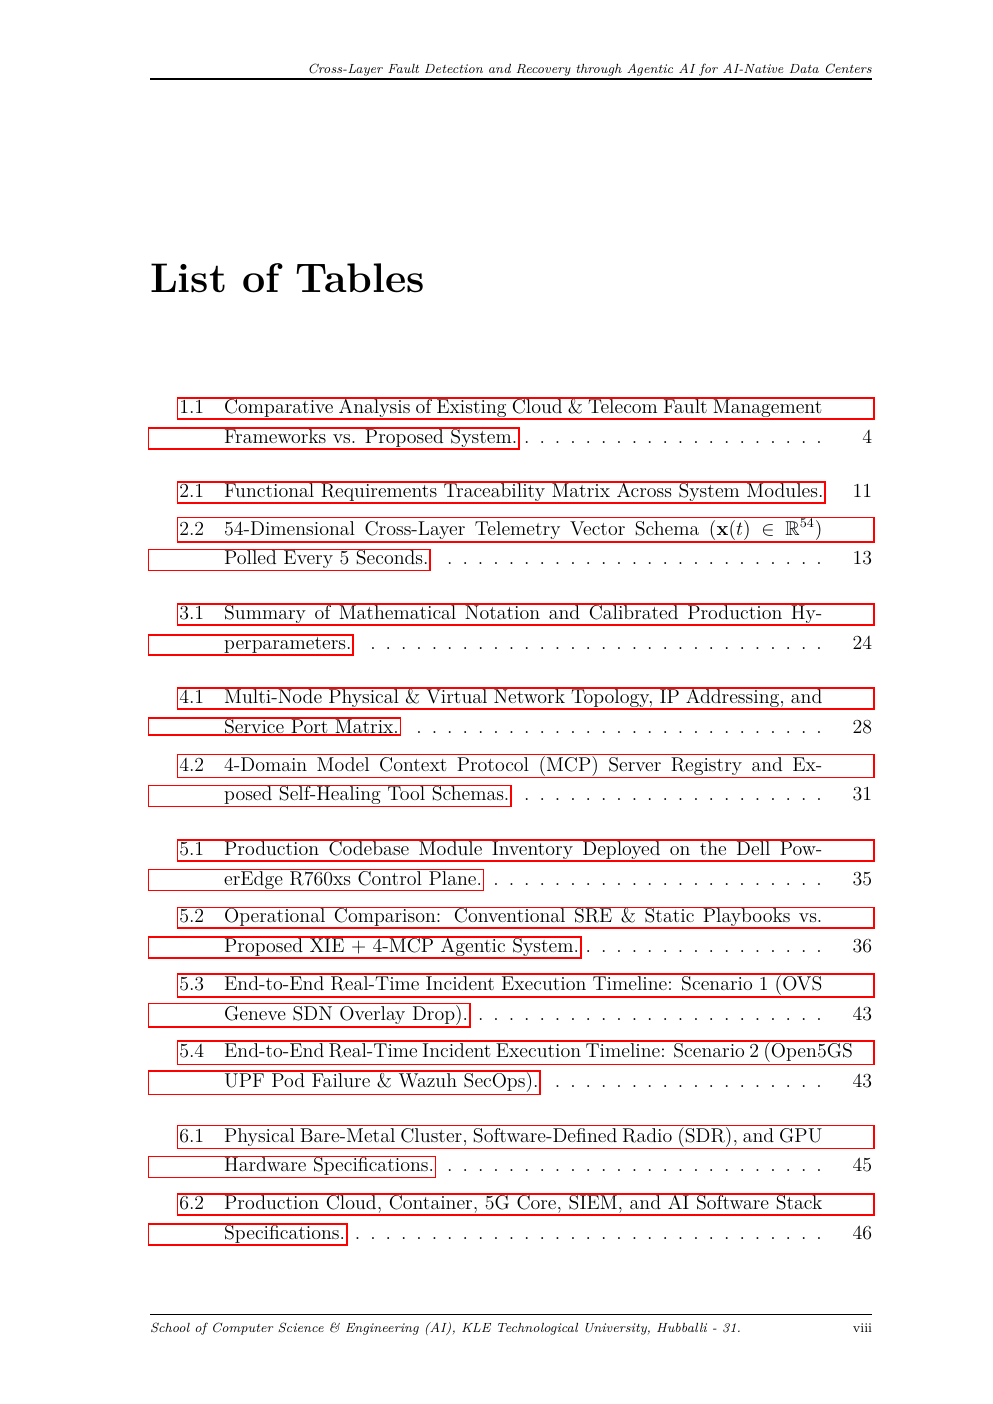 Cross-Layer Fault Detection and Recovery through Agentic AI for AI-Native Data Centers
List of Tables
1.1 Comparative Analysis of Existing Cloud & Telecom Fault Management
Frameworks vs. Proposed System. . . . . . . . . . . . . . . . . . . . . 4
2.1 Functional Requirements Traceability Matrix Across System Modules. 11
2.2 54-Dimensional Cross-Layer Telemetry Vector Schema (x(t) ∈ ℝ⁵⁴)
Polled Every 5 Seconds. . . . . . . . . . . . . . . . . . . . . . . . . . 13
3.1 Summary of Mathematical Notation and Calibrated Production Hy-
perparameters. . . . . . . . . . . . . . . . . . . . . . . . . . . . . . . 24
4.1 Multi-Node Physical & Virtual Network Topology, IP Addressing, and
Service Port Matrix. . . . . . . . . . . . . . . . . . . . . . . . . . . . 28
4.2 4-Domain Model Context Protocol (MCP) Server Registry and Ex-
posed Self-Healing Tool Schemas. . . . . . . . . . . . . . . . . . . . . 31
5.1 Production Codebase Module Inventory Deployed on the Dell Pow-
erEdge R760xs Control Plane. . . . . . . . . . . . . . . . . . . . . . . 35
5.2 Operational Comparison: Conventional SRE & Static Playbooks vs.
Proposed XIE + 4-MCP Agentic System. . . . . . . . . . . . . . . . . 36
5.3 End-to-End Real-Time Incident Execution Timeline: Scenario 1 (OVS
Geneve SDN Overlay Drop). . . . . . . . . . . . . . . . . . . . . . . . 43
5.4 End-to-End Real-Time Incident Execution Timeline: Scenario 2 (Open5GS
UPF Pod Failure & Wazuh SecOps). . . . . . . . . . . . . . . . . . . 43
6.1 Physical Bare-Metal Cluster, Software-Defined Radio (SDR), and GPU
Hardware Specifications. . . . . . . . . . . . . . . . . . . . . . . . . . 45
6.2 Production Cloud, Container, 5G Core, SIEM, and AI Software Stack
Specifications. . . . . . . . . . . . . . . . . . . . . . . . . . . . . . . . 46
School of Computer Science & Engineering (AI), KLE Technological University, Hubballi - 31. viii